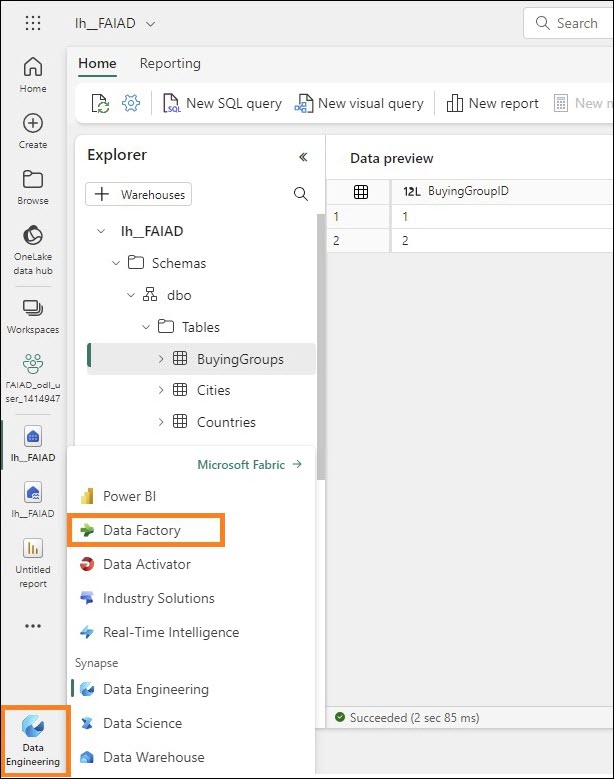 lh__FAIAD
Search
Home
Reporting
New SQL query
New visual query
New report
New m
Home
Create
Browse
OneLake
data hub
Workspaces
FAIAD_odl_u
ser_1414947
lh_FAIAD
lh__FAIAD
Untitled
report
Data
Engineering
Explorer
Warehouses
lh__FAIAD
Schemas
dbo
Tables
BuyingGroups
Cities
Countries
Microsoft Fabric
Power BI
Data Factory
Data Activator
Industry Solutions
Real-Time Intelligence
Synapse
Data Engineering
Data Science
Data Warehouse
Data preview
12L BuyingGroupID
1 1
2 2
Succeeded (2 sec 85 ms)